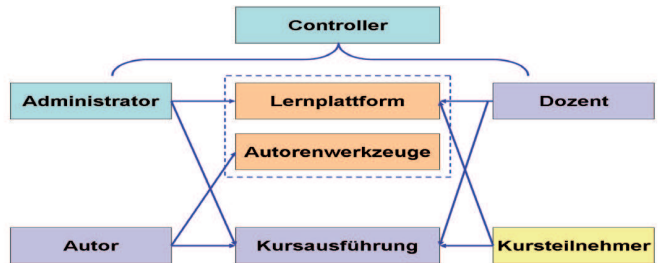 Controller
Administrator
Lernplattform
Dozent
Autorenwerkzeuge
Autor
Kursausführung
Kursteilnehmer